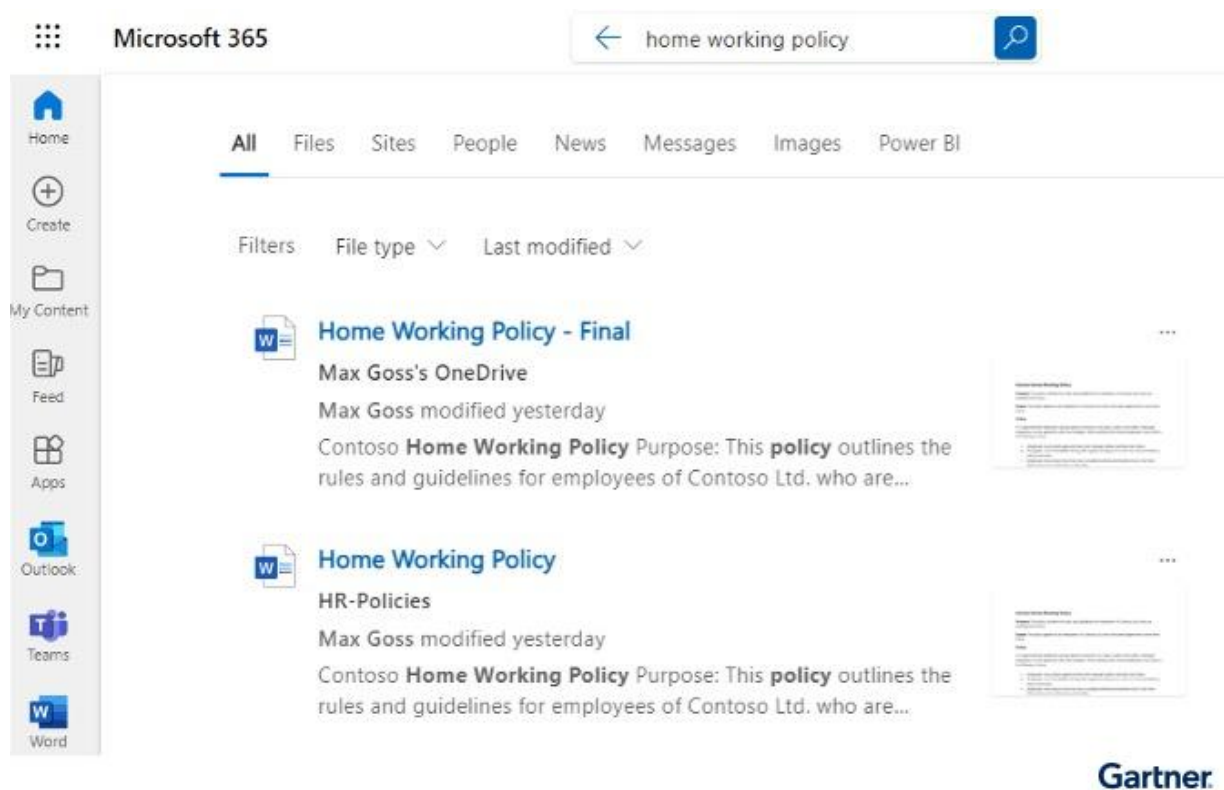 Microsoft 365
home working policy
Home
Create
My Content
Feed
Apps
Outlook
Teams
Word
All Files Sites People News Messages Images Power BI
Filters File type Last modified
Home Working Policy - Final
Max Goss's OneDrive
Max Goss modified yesterday
Contoso Home Working Policy Purpose: This policy outlines the
rules and guidelines for employees of Contoso Ltd. who are...
Home Working Policy
HR-Policies
Max Goss modified yesterday
Contoso Home Working Policy Purpose: This policy outlines the
rules and guidelines for employees of Contoso Ltd. who are...
Gartner